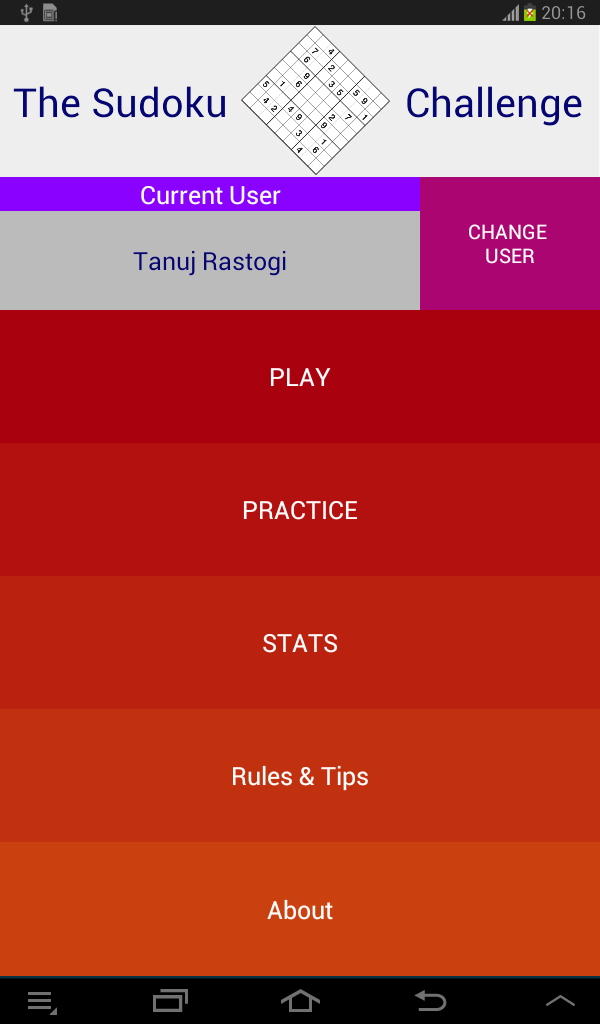 20:16
The Sudoku Challenge
Current User
Tanuj Rastogi
CHANGE
USER
PLAY
PRACTICE
STATS
Rules & Tips
About